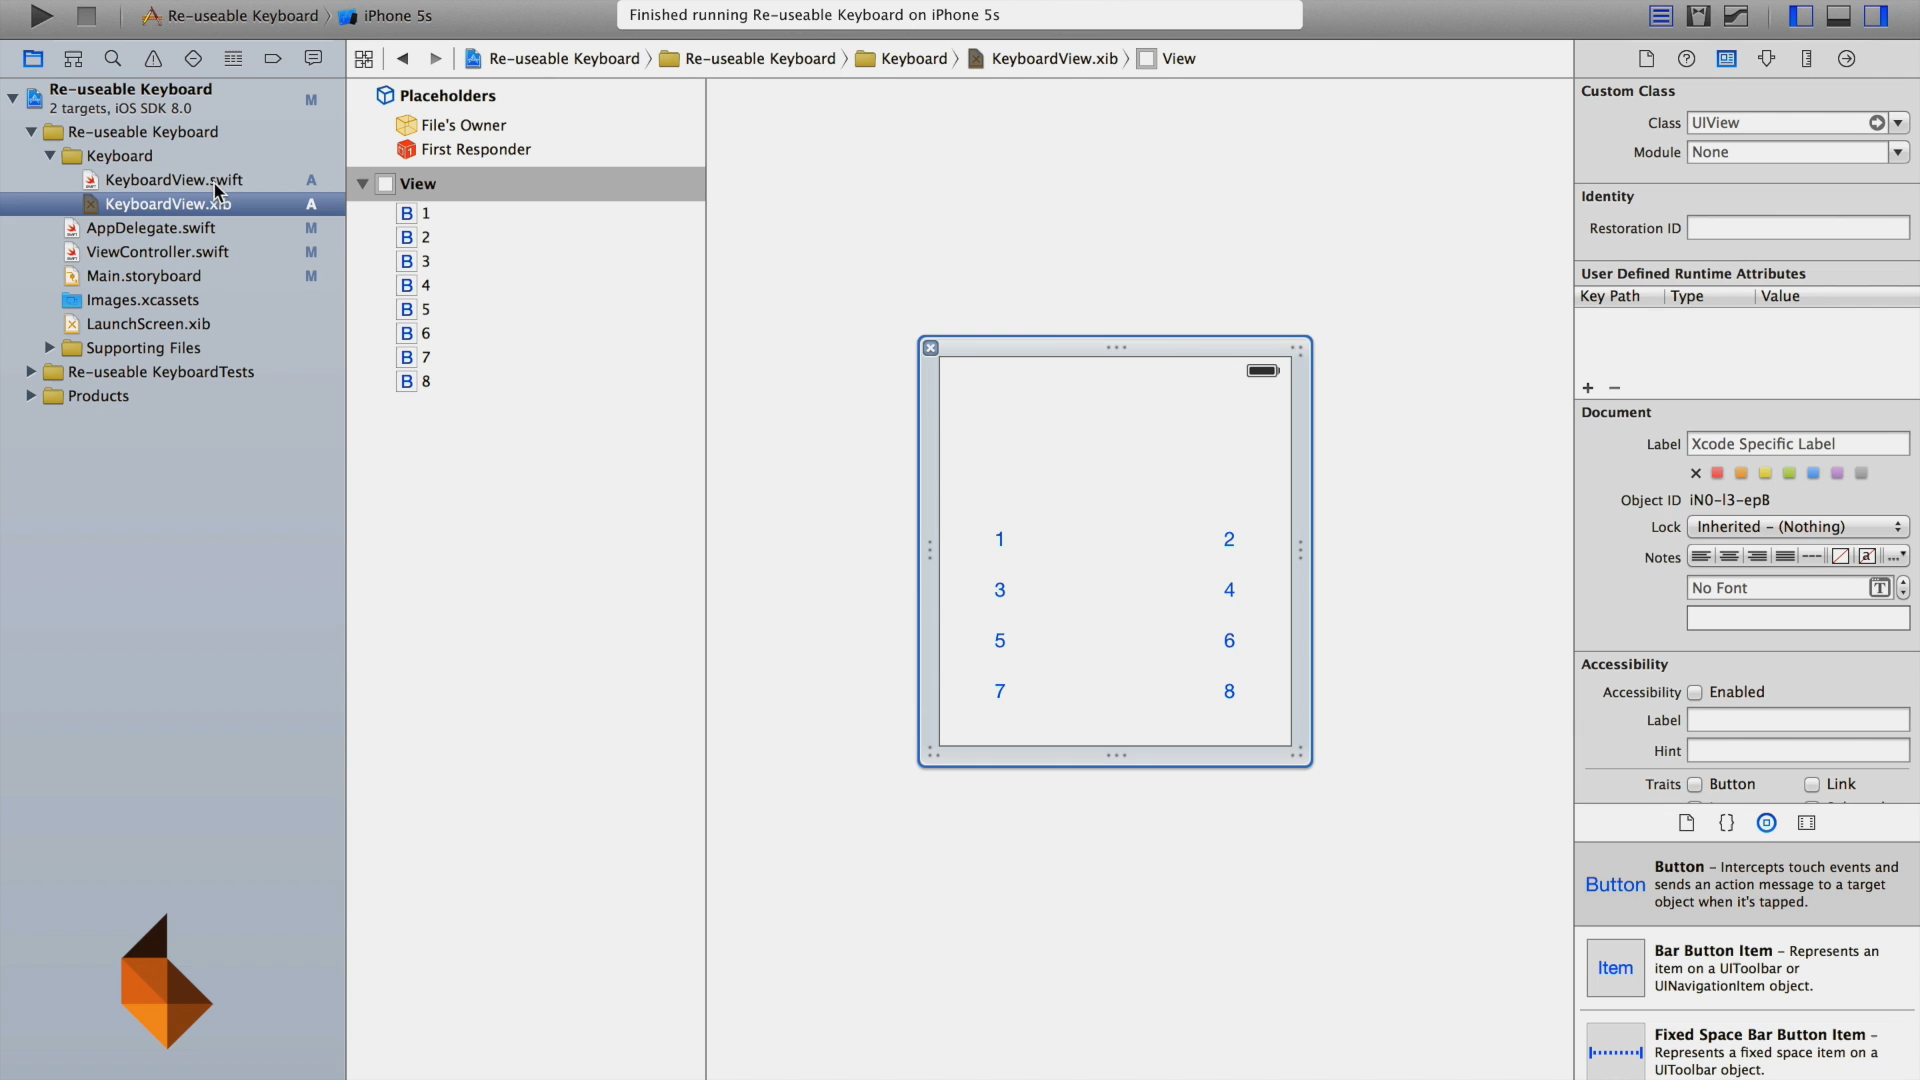 Re-useable Keyboard 〉 iPhone 5s
Finished running Re-useable Keyboard on iPhone 5s
Re-useable Keyboard 〉 Re-useable Keyboard 〉 Keyboard 〉 KeyboardView.xib 〉 View
Re-useable Keyboard
2 targets, iOS SDK 8.0
M
Re-useable Keyboard
Keyboard
KeyboardView.swift A
KeyboardView.xib A
AppDelegate.swift M
ViewController.swift M
Main.storyboard M
Images.xcassets
LaunchScreen.xib
Supporting Files
Re-useable KeyboardTests
Products
Placeholders
File's Owner
First Responder
View
B 1
B 2
B 3
B 4
B 5
B 6
B 7
B 8
1 2
3 4
5 6
7 8
Custom Class
Class UIView
Module None
Identity
Restoration ID
User Defined Runtime Attributes
Key Path Type Value
+ −
Document
Label Xcode Specific Label
Object ID iN0-l3-epB
Lock Inherited - (Nothing)
Notes
No Font
T
Accessibility
Accessibility Enabled
Label
Hint
Traits Button Link
{}
Button
Button - Intercepts touch events and
sends an action message to a target
object when it's tapped.
Item
Bar Button Item - Represents an
item on a UIToolbar or
UINavigationItem object.
Fixed Space Bar Button Item -
Represents a fixed space item on a
UIToolbar object.